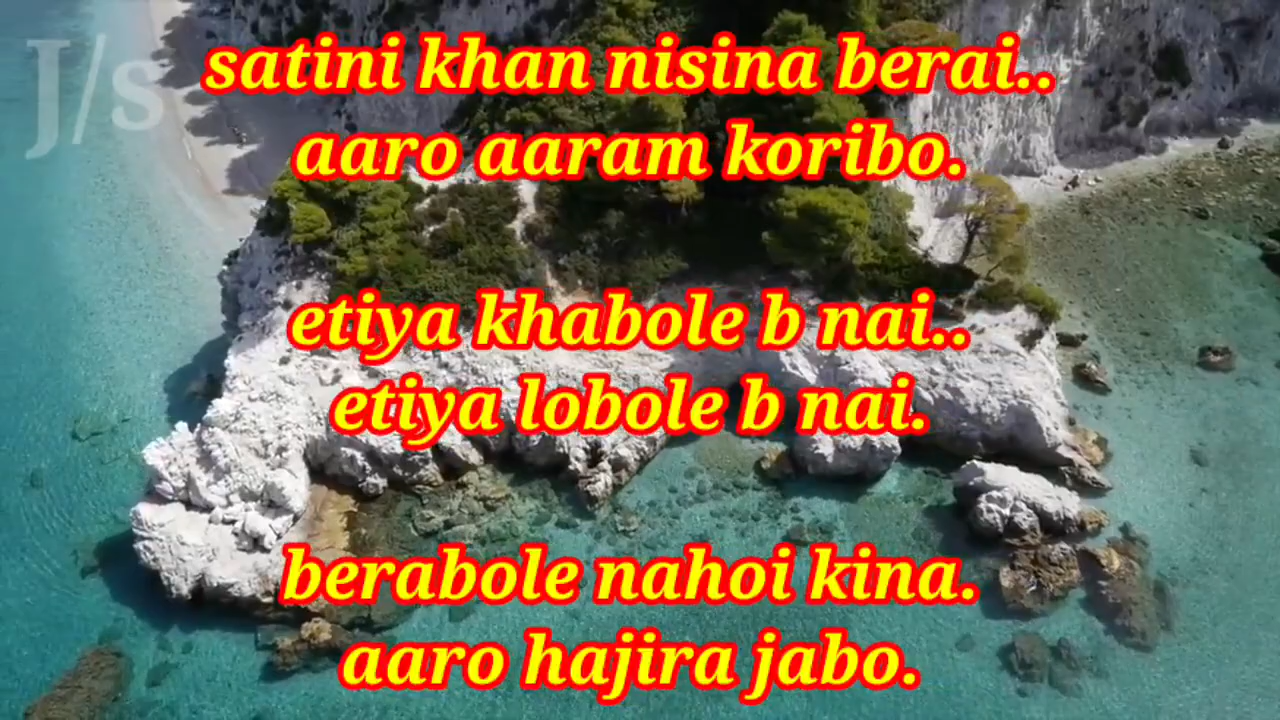 J/s
satini khan nisina berai..
aaro aaram koribo.
etiya khabole b nai..
etiya lobole b nai.
berabole nahoi kina.
aaro hajira jabo.